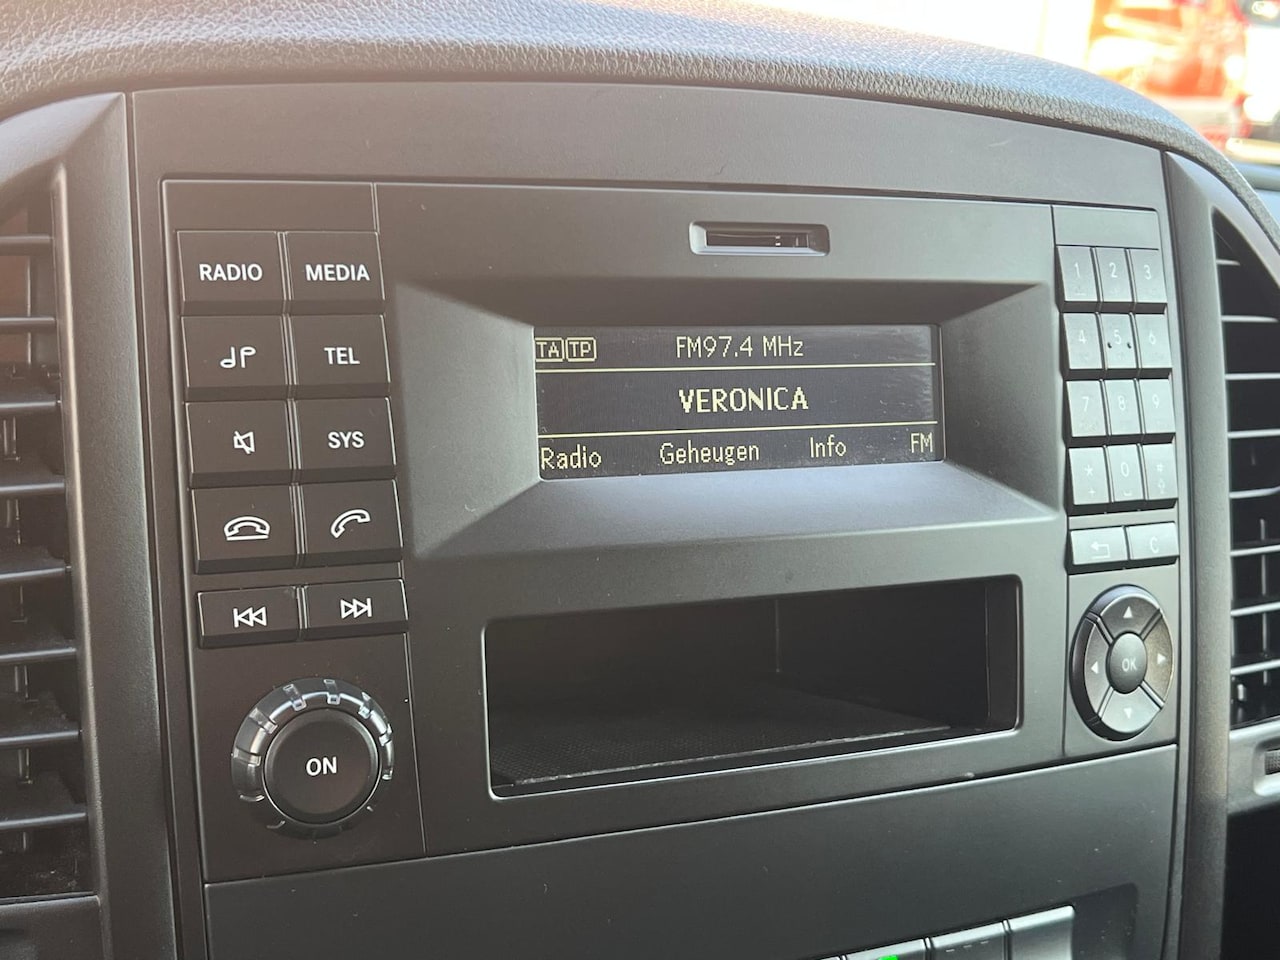 RADIO MEDIA
TEL
SYS
ON
TA TP FM97.4 MHz
VERONICA
Radio Geheugen Info FM
1 2 3
4 5 6
7 8 9
* 0 #
C
OK